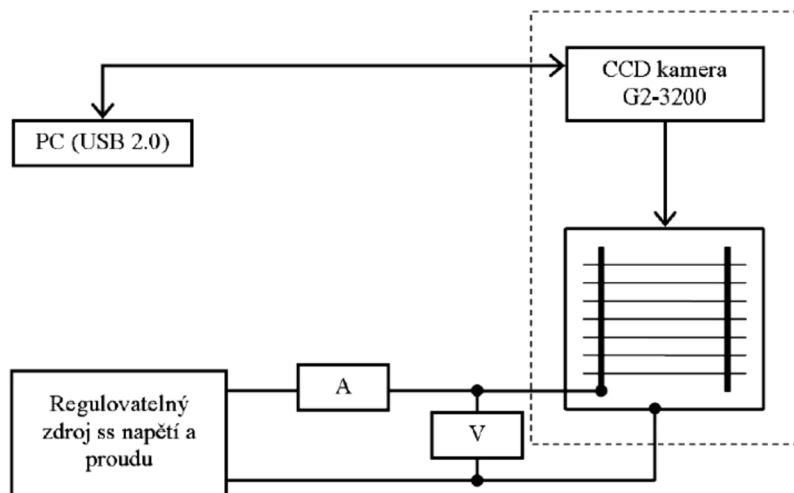 CCD kamera
G2-3200
PC (USB 2.0)
A
V
Regulovatelný
zdroj ss napětí a
proudu